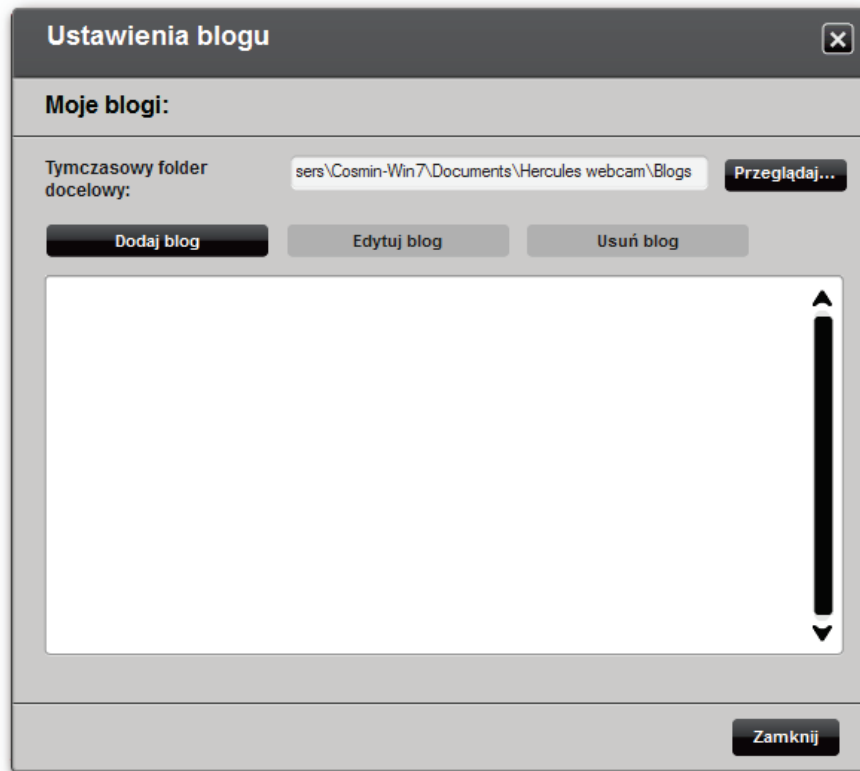 Ustawienia blogu
Moje blogi:
Tymczasowy folder
docelowy:
sers\Cosmin-Win7\Documents\Hercules webcam\Blogs
Przeglądaj...
Dodaj blog
Edytuj blog
Usuń blog
Zamknij